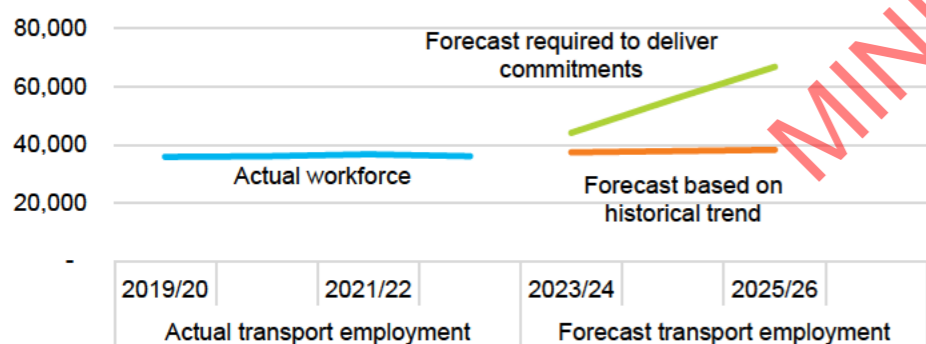 80,000
60,000
40,000
20,000
-
Forecast required to deliver
commitments
Actual workforce
Forecast based on
historical trend
2019/20 2021/22 2023/24 2025/26
Actual transport employment Forecast transport employment
MIN